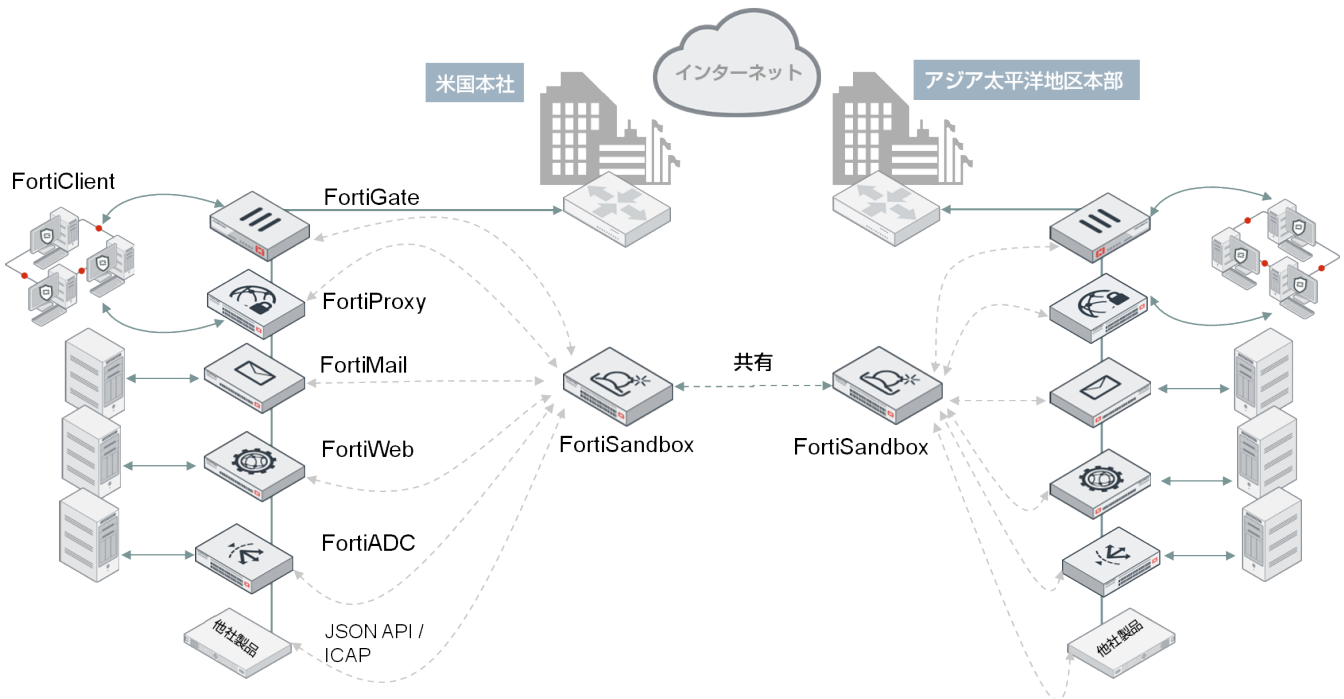 インターネット
米国本社
アジア太平洋地区本部
FortiClient
FortiGate
FortiProxy
FortiMail
共有
FortiWeb
FortiSandbox
FortiSandbox
FortiADC
JSON API /
ICAP
他社製品
他社製品